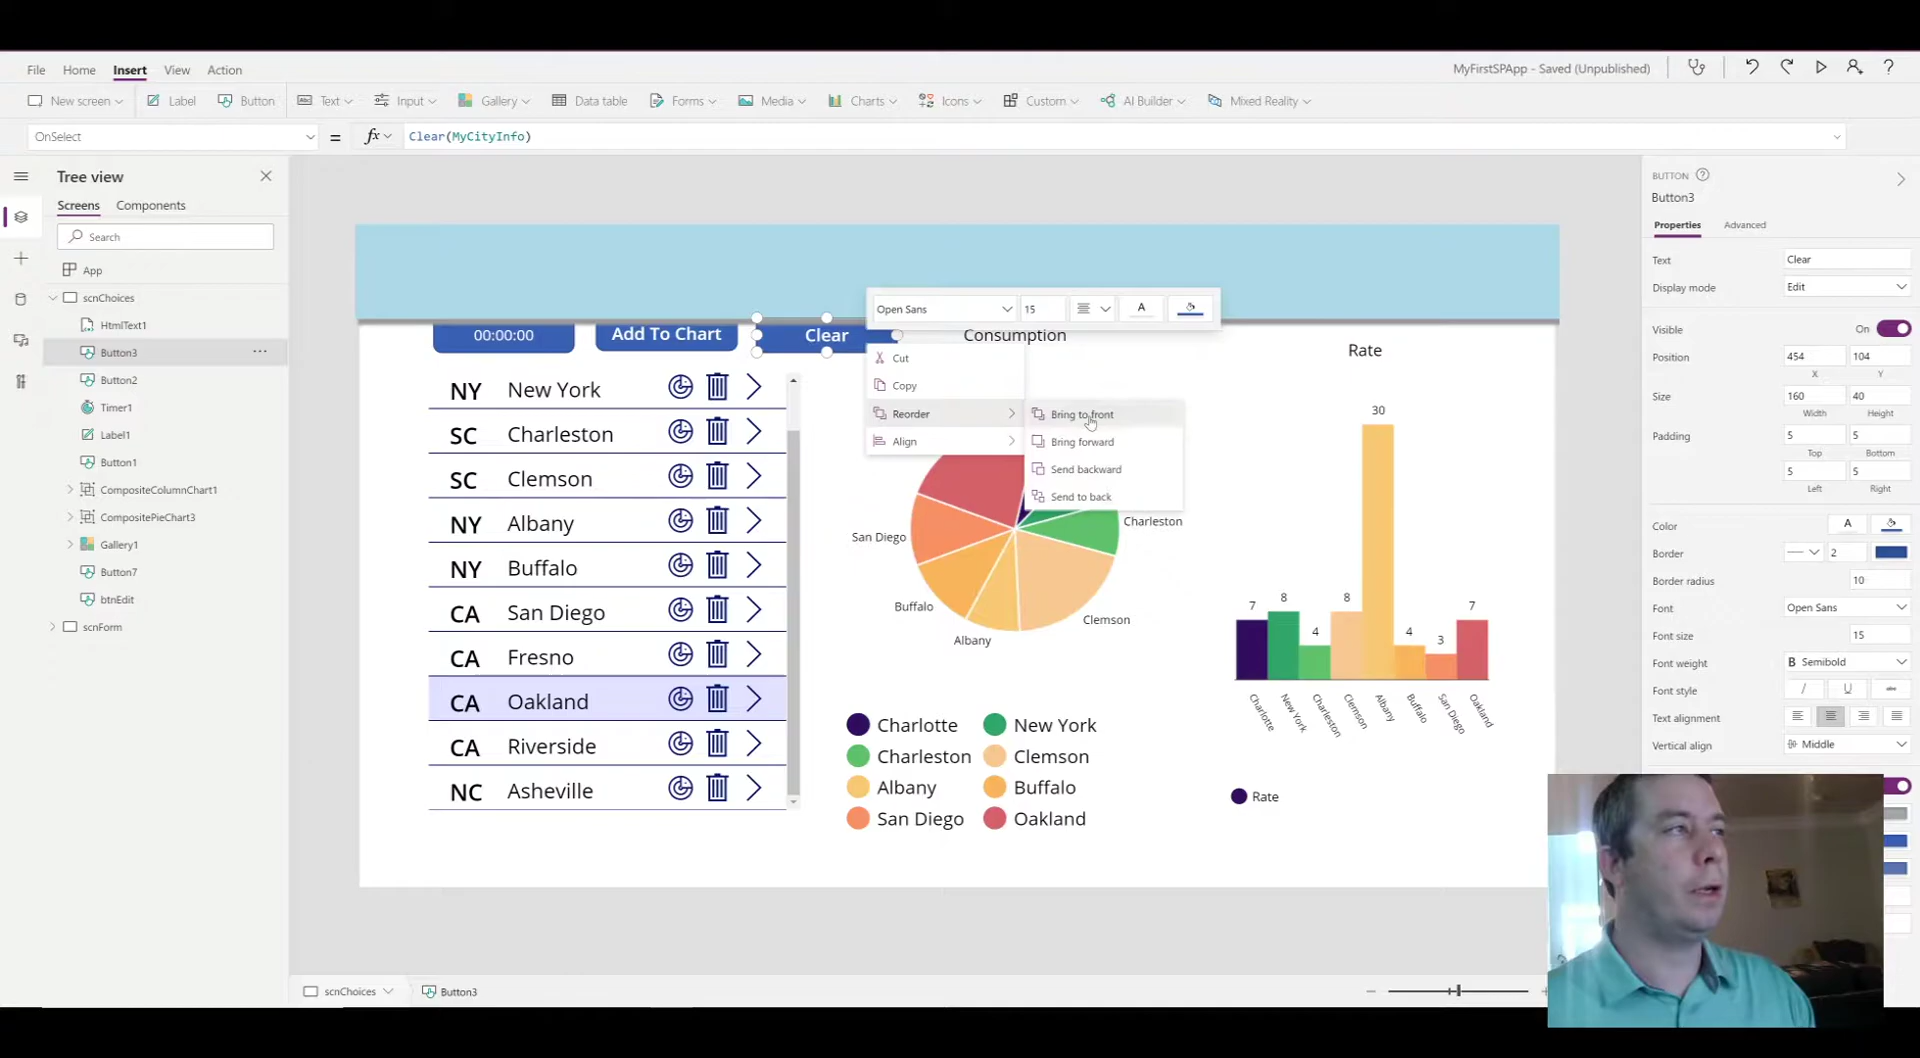 File Home Insert View Action
MyFirstSPApp - Saved (Unpublished)
New screen Label Button Text Input Gallery Data table Forms Media Charts Icons Custom AI Builder Mixed Reality
OnSelect = fx Clear(MyCityInfo)
Tree view
Screens Components
Search
App
scnChoices
HtmlText1
Button3
Button2
Timer1
Label1
Button1
CompositeColumnChart1
CompositePieChart3
Gallery1
Button7
btnEdit
scnForm
Open Sans 15 A
00:00:00 Add To Chart Clear Consumption
Rate
Cut
Copy
Reorder
Align
Bring to front
Bring forward
Send backward
Send to back
NY New York
SC Charleston
SC Clemson
NY Albany
NY Buffalo
CA San Diego
CA Fresno
CA Oakland
CA Riverside
NC Asheville
Charleston
San Diego
Buffalo
Clemson
Albany
Charlotte New York
Charleston Clemson
Albany Buffalo
San Diego Oakland
30
7 8 4 8 4 3 7
Charlotte New York Charleston Clemson Albany Buffalo San Diego Oakland
Rate
BUTTON
Button3
Properties Advanced
Text Clear
Display mode Edit
Visible On
Position 454 104
X Y
Size 160 40
Width Height
Padding 5 5
Top Bottom
5 5
Left Right
Color A
Border 2
Border radius 10
Font Open Sans
Font size 15
Font weight B Semibold
Font style / U abc
Text alignment
Vertical align Middle
scnChoices Button3